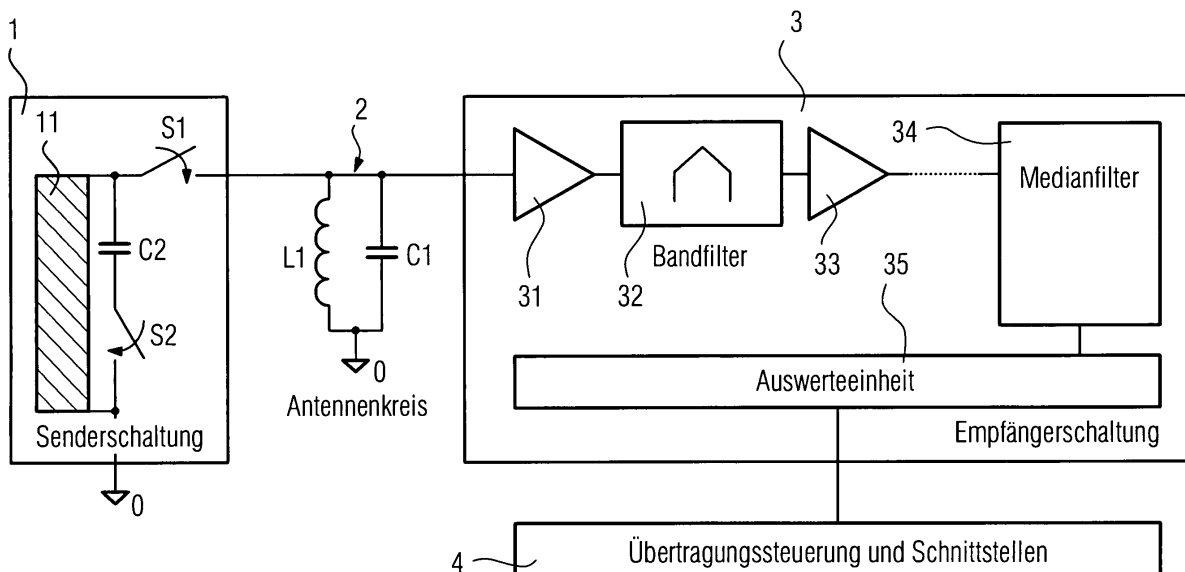 1
11
S1
C2
S2
Senderschaltung
0
2
L1
C1
0
Antennenkreis
3
31
32
Bandfilter
33
34
Medianfilter
35
Auswerteeinheit
Empfängerschaltung
4
Übertragungssteuerung und Schnittstellen